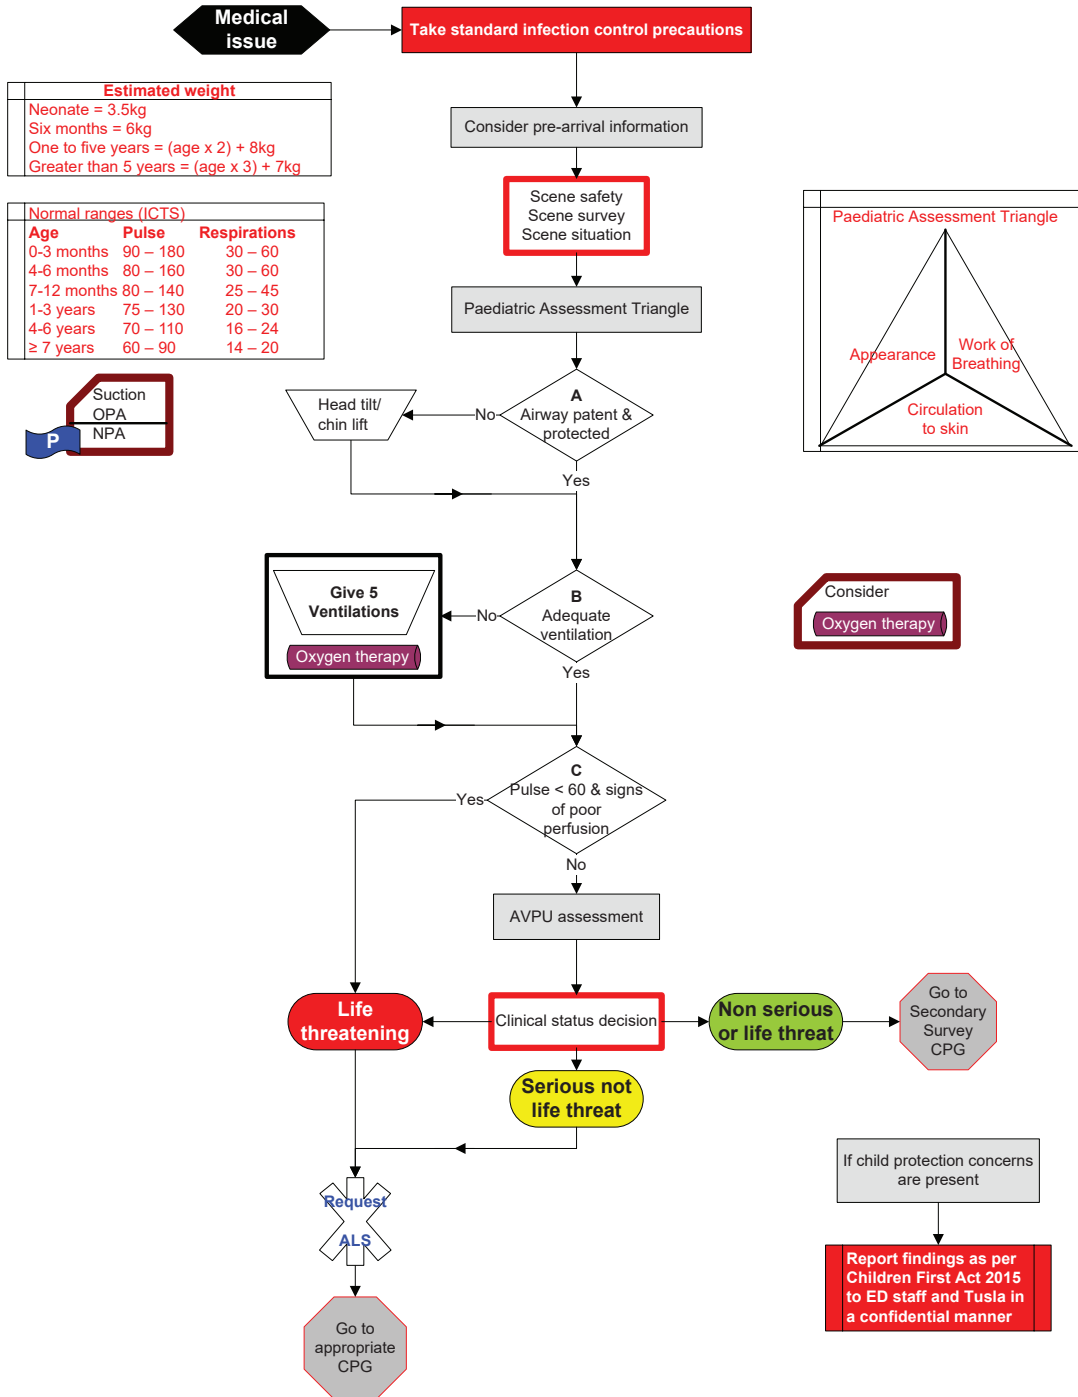 Medical
issue
Take standard infection control precautions
Estimated weight
Neonate = 3.5kg
Six months = 6kg
One to five years = (age x 2) + 8kg
Greater than 5 years = (age x 3) + 7kg
Consider pre-arrival information
Scene safety
Scene survey
Scene situation
Normal ranges (ICTS)
Age Pulse Respirations
0-3 months 90 – 180 30 – 60
4-6 months 80 – 160 30 – 60
7-12 months 80 – 140 25 – 45
1-3 years 75 – 130 20 – 30
4-6 years 70 – 110 16 – 24
≥ 7 years 60 – 90 14 – 20
Paediatric Assessment Triangle
Appearance
Work of
Breathing
Circulation
to skin
Paediatric Assessment Triangle
Suction
OPA
NPA
P
A
Airway patent &
protected
No
Head tilt/
chin lift
Yes
B
Adequate
ventilation
No
Give 5
Ventilations
Oxygen therapy
Yes
Consider
Oxygen therapy
C
Pulse < 60 & signs
of poor
perfusion
Yes
No
AVPU assessment
Life
threatening
Clinical status decision
Non serious
or life threat
Go to
Secondary
Survey
CPG
Serious not
life threat
Request
ALS
Go to
appropriate
CPG
If child protection concerns
are present
Report findings as per
Children First Act 2015
to ED staff and Tusla in
a confidential manner